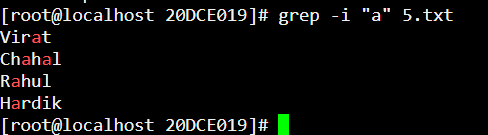 [root@localhost 20DCE019]# grep -i "a" 5.txt
Virat
Chahal
Rahul
Hardik
[root@localhost 20DCE019]#